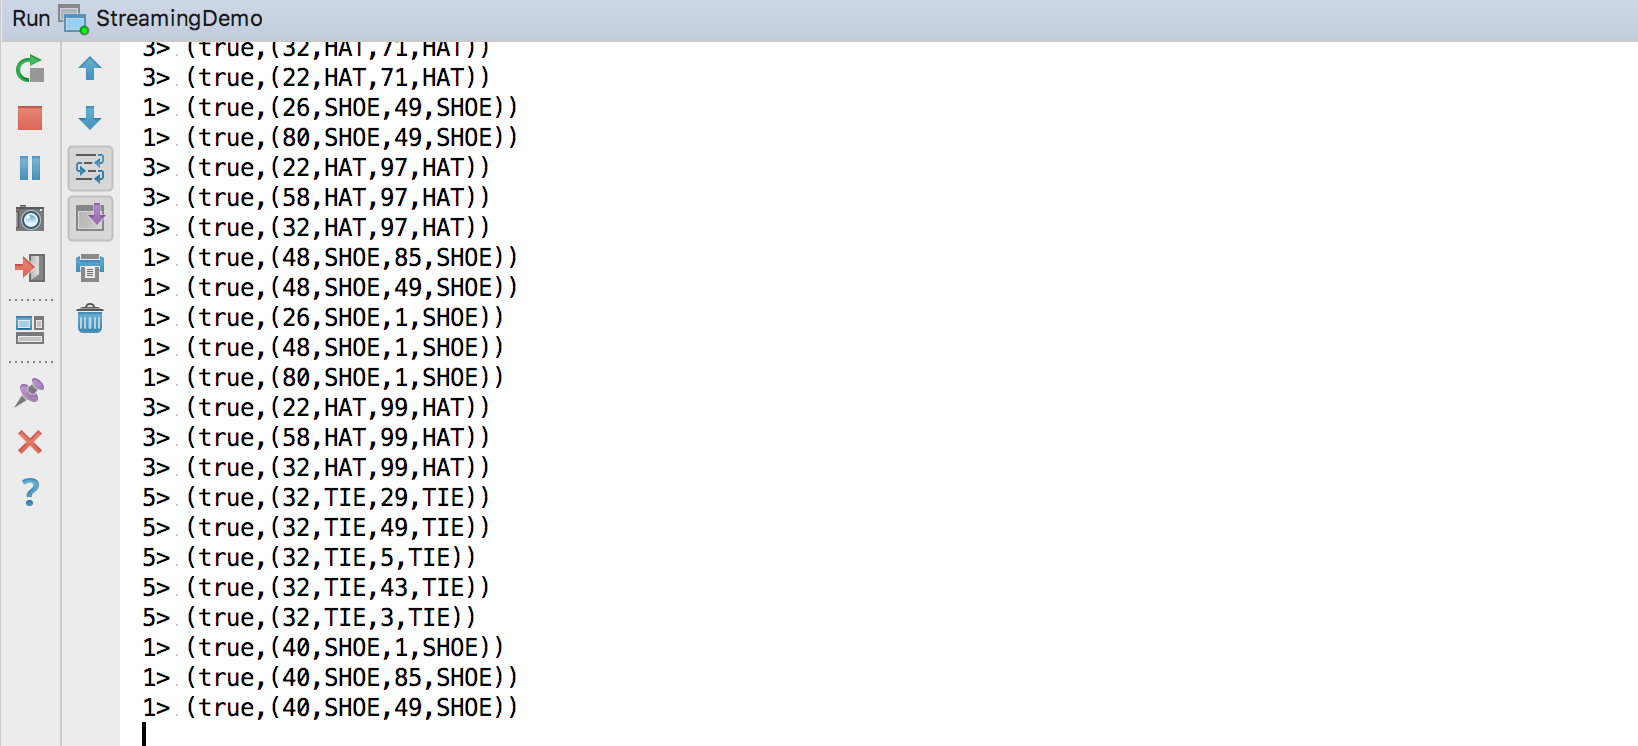 Run StreamingDemo
3> (true,(32,HAT,71,HAT))
3> (true,(22,HAT,71,HAT))
1> (true,(26,SHOE,49,SHOE))
1> (true,(80,SHOE,49,SHOE))
3> (true,(22,HAT,97,HAT))
3> (true,(58,HAT,97,HAT))
3> (true,(32,HAT,97,HAT))
1> (true,(48,SHOE,85,SHOE))
1> (true,(48,SHOE,49,SHOE))
1> (true,(26,SHOE,1,SHOE))
1> (true,(48,SHOE,1,SHOE))
1> (true,(80,SHOE,1,SHOE))
3> (true,(22,HAT,99,HAT))
3> (true,(58,HAT,99,HAT))
3> (true,(32,HAT,99,HAT))
5> (true,(32,TIE,29,TIE))
5> (true,(32,TIE,49,TIE))
5> (true,(32,TIE,5,TIE))
5> (true,(32,TIE,43,TIE))
5> (true,(32,TIE,3,TIE))
1> (true,(40,SHOE,1,SHOE))
1> (true,(40,SHOE,85,SHOE))
1> (true,(40,SHOE,49,SHOE))